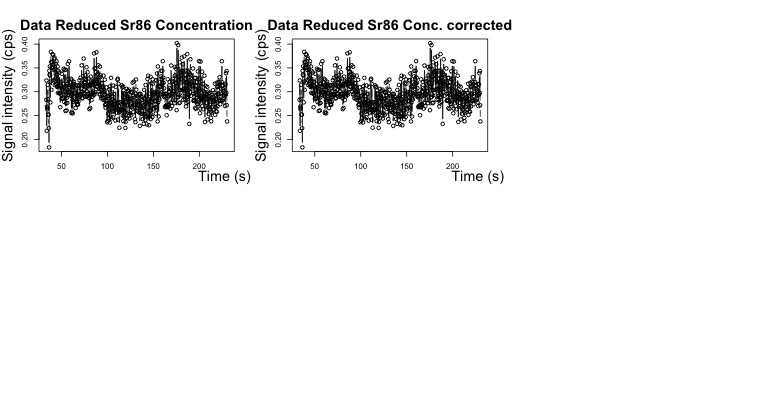 Data Reduced Sr86 Concentration
Signal intensity (cps)
0.40
0.35
0.30
0.25
0.20
50 100 150 200
Time (s)
Data Reduced Sr86 Conc. corrected
Signal intensity (cps)
0.40
0.35
0.30
0.25
0.20
50 100 150 200
Time (s)